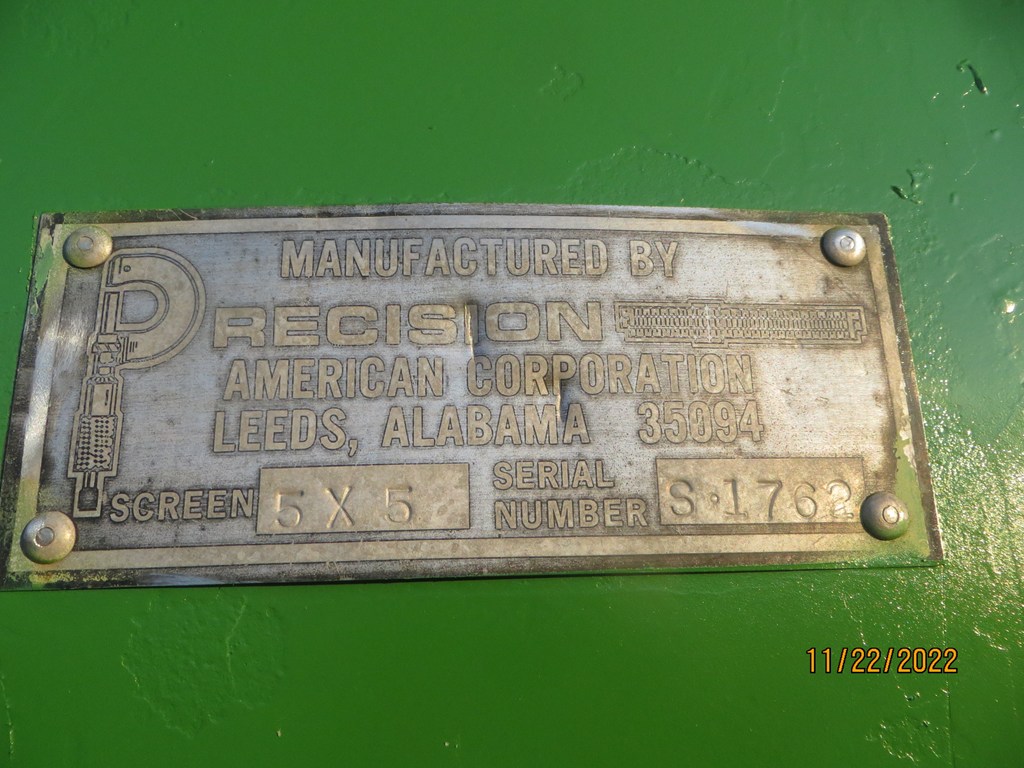 MANUFACTURED BY
PRECISION
AMERICAN CORPORATION
LEEDS, ALABAMA 35094
SCREEN 5 X 5 SERIAL NUMBER S-1762
11/22/2022